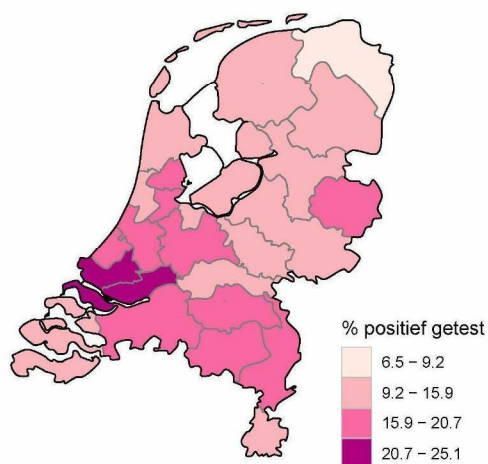 % positief getest
6.5 – 9.2
9.2 – 15.9
15.9 – 20.7
20.7 – 25.1